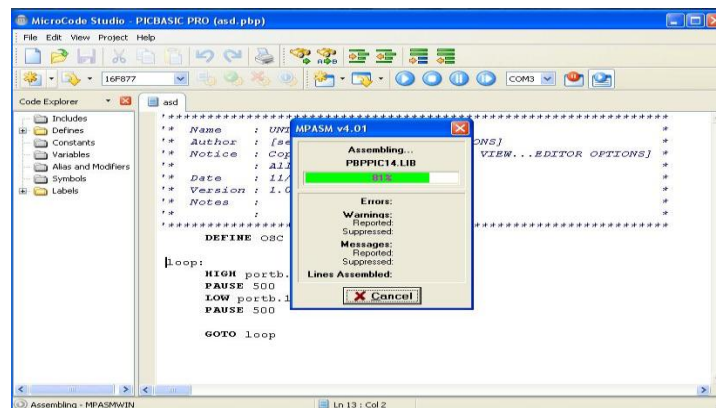 MicroCode Studio - PICBASIC PRO (asd.pbp)
File Edit View Project Help
16F877
COM3
Code Explorer
asd
Includes
Defines
Constants
Variables
Alias and Modifiers
Symbols
Labels
'****************************************************************
'* Name : UNT *
'* Author : [se ONS] *
'* Notice : Cop VIEW...EDITOR OPTIONS] *
'* : All *
'* Date : 11/ *
'* Version : 1.0 *
'* Notes : *
'* : *
'****************************************************************
DEFINE OSC
loop:
HIGH portb.
PAUSE 500
LOW portb.1
PAUSE 500
GOTO loop
MPASM v4.01
Assembling...
PBPPIC14.LIB
81%
Errors:
Warnings:
Reported:
Suppressed:
Messages:
Reported:
Suppressed:
Lines Assembled:
Cancel
Assembling - MPASMWIN
Ln 13 : Col 2